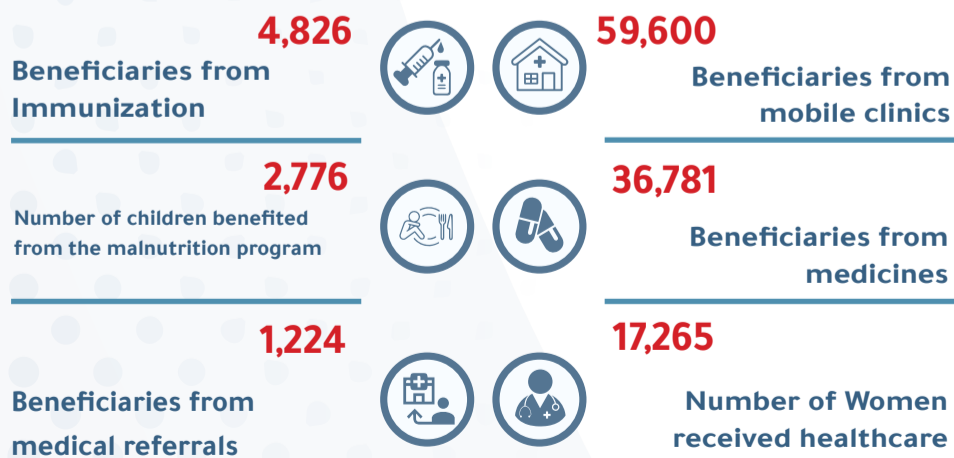 4,826
Beneficiaries from
Immunization
59,600
Beneficiaries from
mobile clinics
2,776
Number of children benefited
from the malnutrition program
36,781
Beneficiaries from
medicines
1,224
Beneficiaries from
medical referrals
17,265
Number of Women
received healthcare